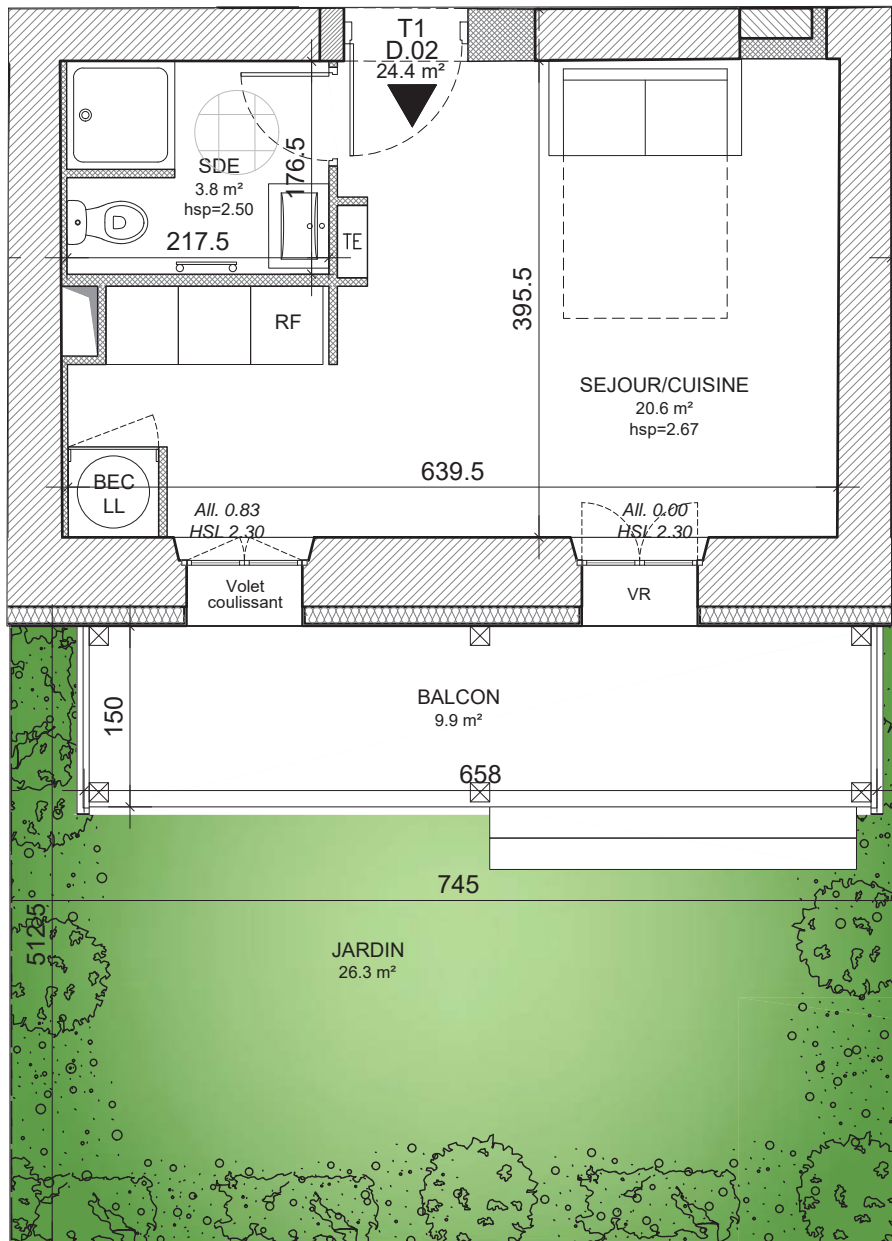 T1
D.02
24.4 m²
SDE
3.8 m²
hsp=2.50
176.5
217.5
TE
RF
395.5
SEJOUR/CUISINE
20.6 m²
hsp=2.67
639.5
BEC
LL
All. 0.83
HSL 2.30
All. 0.00
HSL 2.30
Volet
coulissant
VR
BALCON
9.9 m²
150
658
745
512.5
JARDIN
26.3 m²